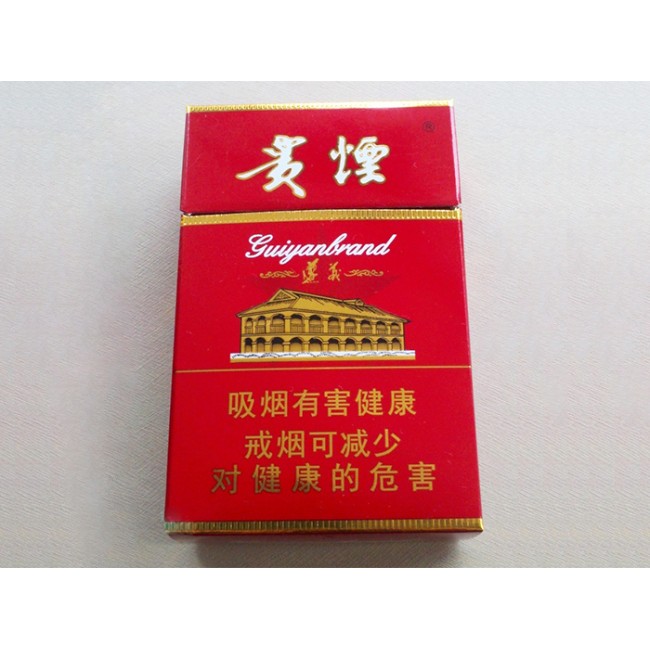 貴煙
®
Guiyanbrand
遵義
吸烟有害健康
戒烟可减少
对健康的危害